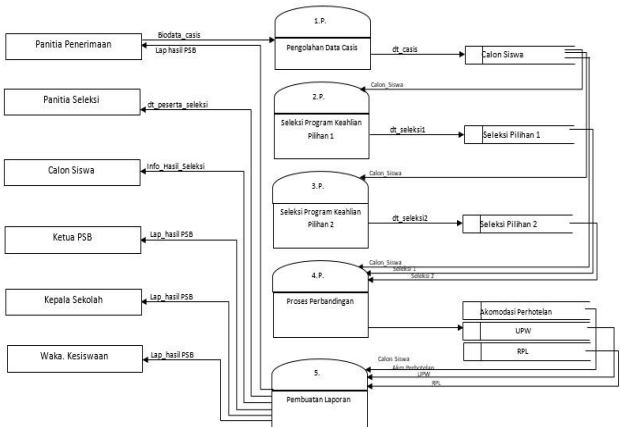 1.P.
Biodata_casis
Panitia Penerimaan
Lap hasil PSB
Pengolahan Data Casis
dt_casis
Calon Siswa
Calon_Siswa
Panitia Seleksi
2.P.
dt_peserta_seleksi
Seleksi Program Keahlian
Pilihan 1
dt_seleksi1
Seleksi Pilihan 1
Calon Siswa
Info_Hasil_Seleksi
Calon_Siswa
3.P.
Seleksi Program Keahlian
Pilihan 2
dt_seleksi2
Seleksi Pilihan 2
Ketua PSB
Lap_hasil PSB
Calon_Siswa
Seleksi 1
Seleksi 2
4.P.
Proses Perbandingan
Kepala Sekolah
Lap_hasil PSB
Akomodasi Perhotelan
UPW
RPL
Waka. Kesiswaan
Lap_hasil PSB
Calon Siswa
Akm Perhotelan
UPW
RPL
5.
Pembuatan Laporan